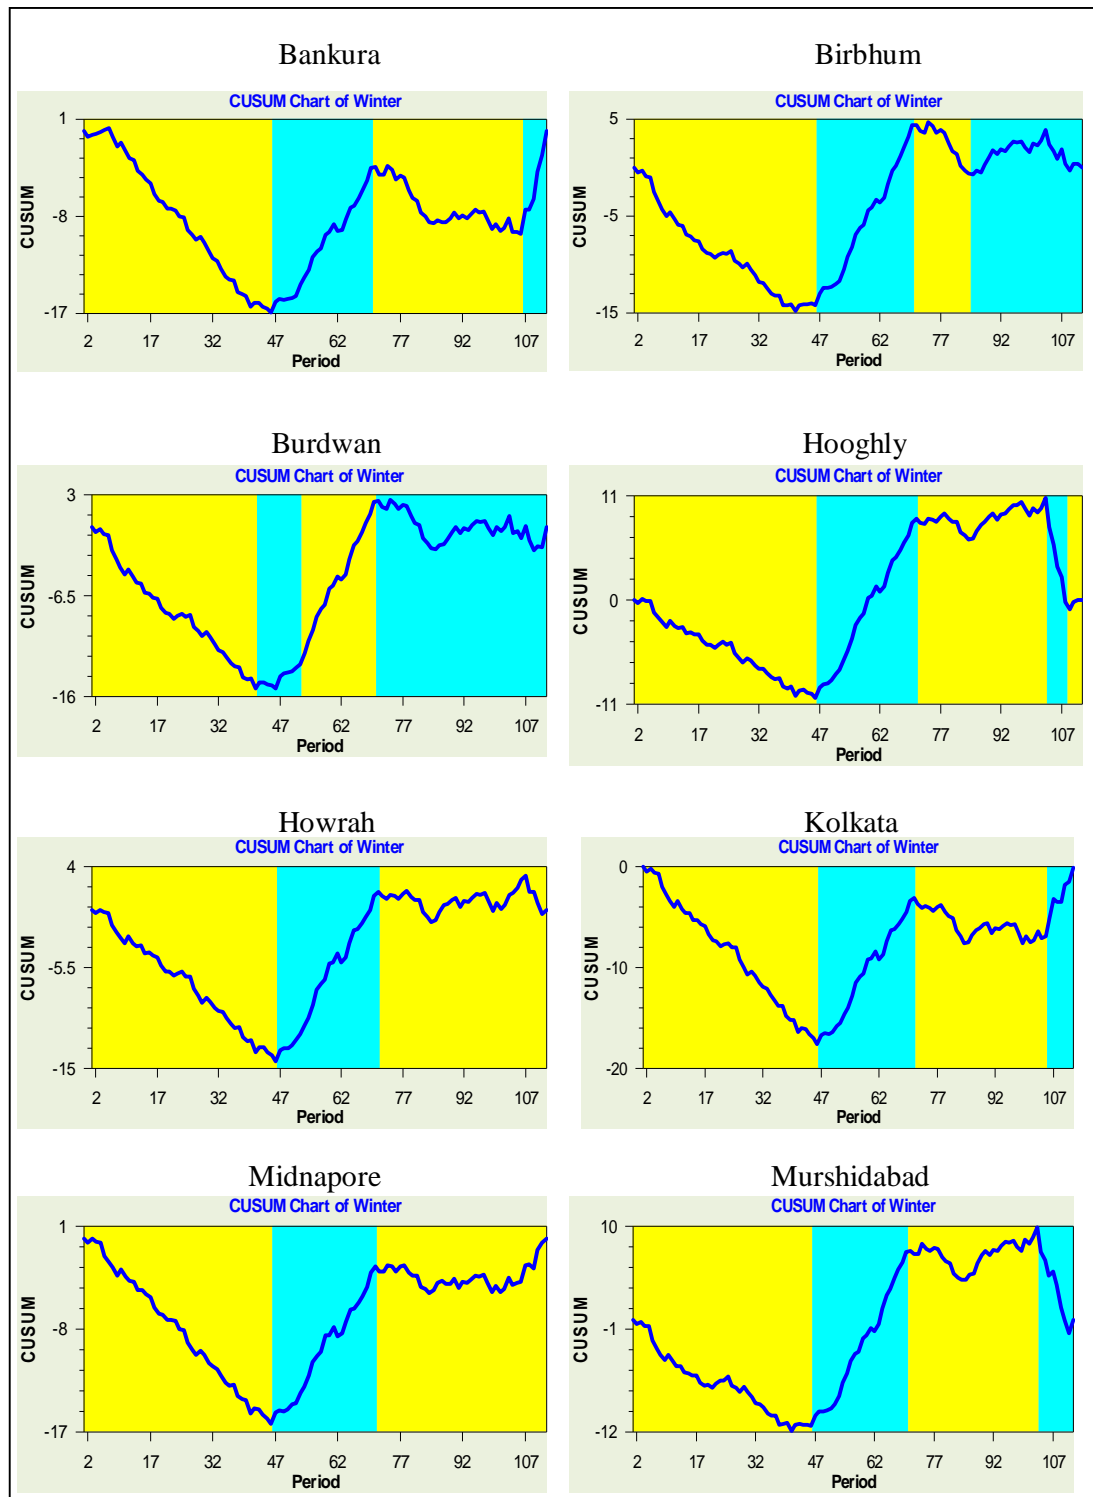 Bankura
CUSUM Chart of Winter
1
-8
-17
CUSUM
2 17 32 47 62 77 92 107
Period
Birbhum
CUSUM Chart of Winter
5
-5
-15
CUSUM
2 17 32 47 62 77 92 107
Period
Burdwan
CUSUM Chart of Winter
3
-6.5
-16
CUSUM
2 17 32 47 62 77 92 107
Period
Hooghly
CUSUM Chart of Winter
11
0
-11
CUSUM
2 17 32 47 62 77 92 107
Period
Howrah
CUSUM Chart of Winter
4
-5.5
-15
CUSUM
2 17 32 47 62 77 92 107
Period
Kolkata
CUSUM Chart of Winter
0
-10
-20
CUSUM
2 17 32 47 62 77 92 107
Period
Midnapore
CUSUM Chart of Winter
1
-8
-17
CUSUM
2 17 32 47 62 77 92 107
Period
Murshidabad
CUSUM Chart of Winter
10
-1
-12
CUSUM
2 17 32 47 62 77 92 107
Period